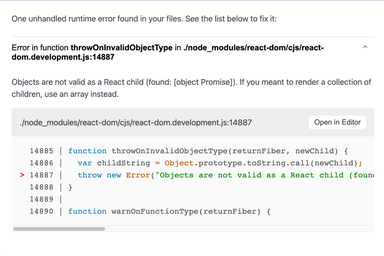 One unhandled runtime error found in your files. See the list below to fix it:
Error in function throwOnInvalidObjectType in ./node_modules/react-dom/cjs/react-
dom.development.js:14887
Objects are not valid as a React child (found: [object Promise]). If you meant to render a collection of
children, use an array instead.
./node_modules/react-dom/cjs/react-dom.development.js:14887
Open in Editor
14885 | function throwOnInvalidObjectType(returnFiber, newChild) {
14886 |   var childString = Object.prototype.toString.call(newChild);
> 14887 |   throw new Error("Objects are not valid as a React child (foun
14888 | }
14889 |
14890 | function warnOnFunctionType(returnFiber) {